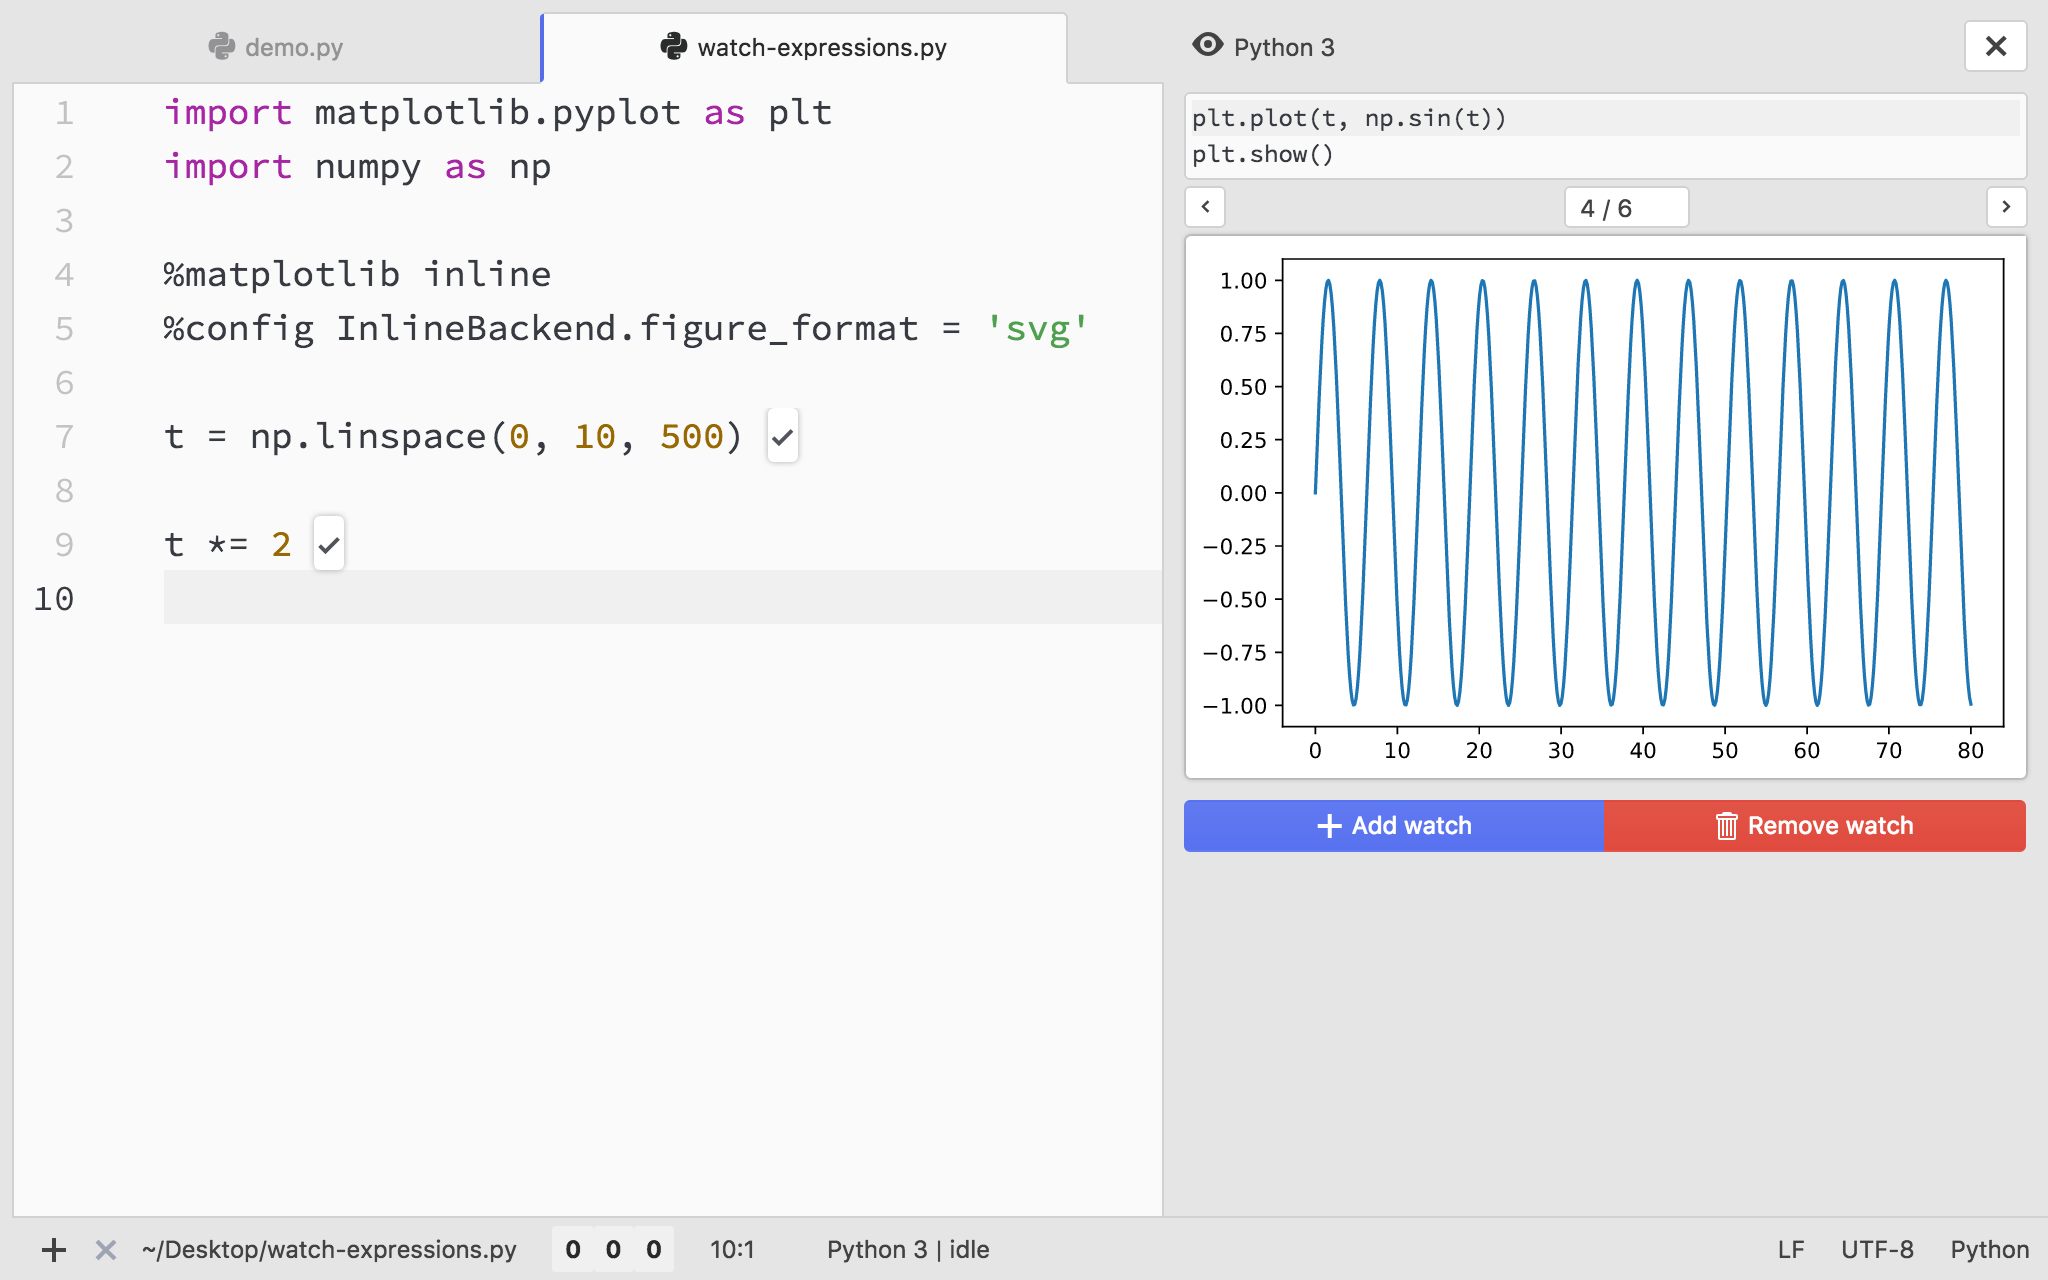 demo.py
watch-expressions.py
1 import matplotlib.pyplot as plt
2 import numpy as np
3
4 %matplotlib inline
5 %config InlineBackend.figure_format = 'svg'
6
7 t = np.linspace(0, 10, 500)
8
9 t *= 2
10
Python 3
plt.plot(t, np.sin(t))
plt.show()
4 / 6
1.00
0.75
0.50
0.25
0.00
−0.25
−0.50
−0.75
−1.00
0 10 20 30 40 50 60 70 80
Add watch
Remove watch
~/Desktop/watch-expressions.py 0 0 0 10:1 Python 3 | idle LF UTF-8 Python